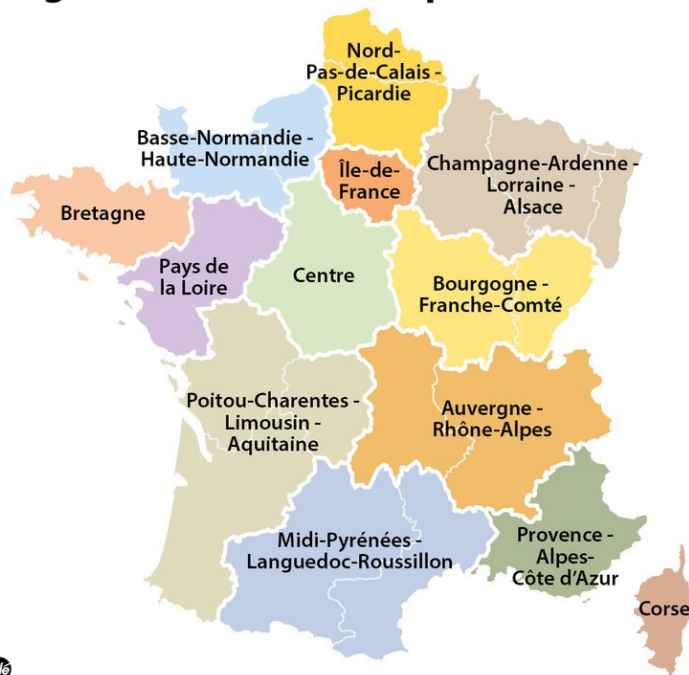 Nord-
Pas-de-Calais -
Picardie
Basse-Normandie -
Haute-Normandie
Île-de-
France
Champagne-Ardenne -
Lorraine -
Alsace
Bretagne
Pays de
la Loire
Centre
Bourgogne -
Franche-Comté
Poitou-Charentes -
Limousin -
Aquitaine
Auvergne -
Rhône-Alpes
Midi-Pyrénées -
Languedoc-Roussillon
Provence -
Alpes-
Côte d'Azur
Corse